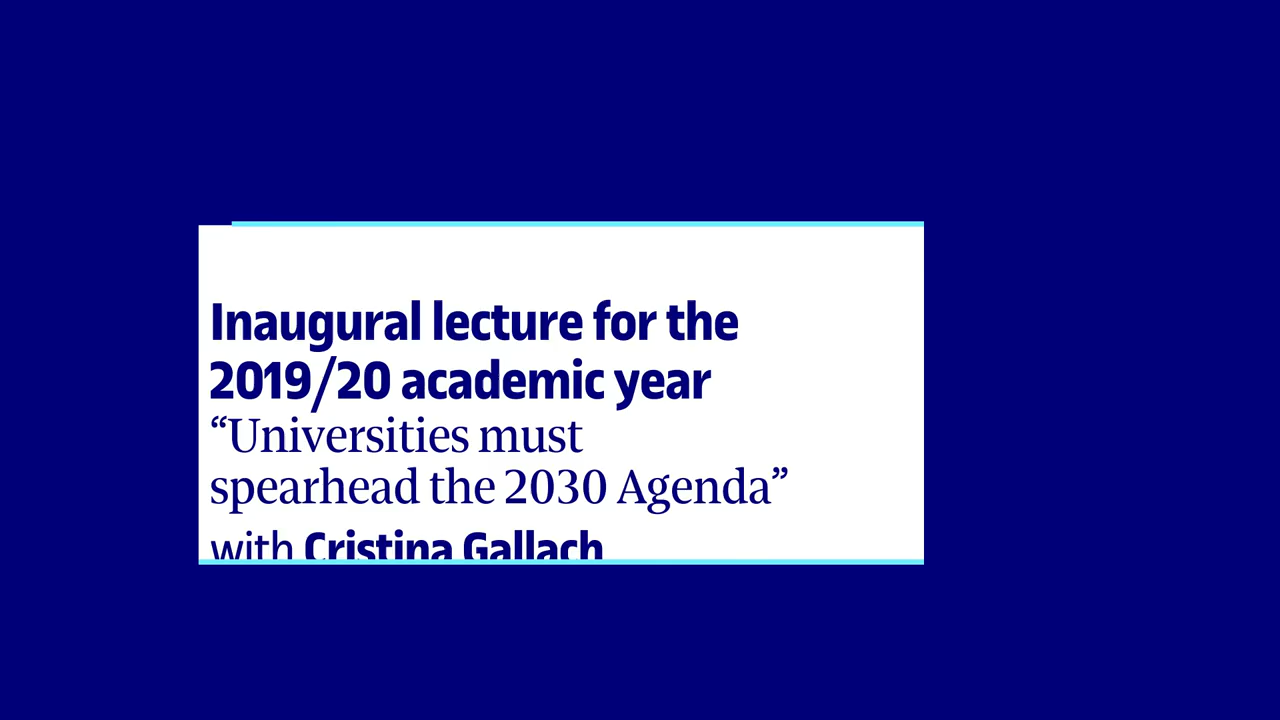 Inaugural lecture for the
2019/20 academic year
“Universities must
spearhead the 2030 Agenda”
with Cristina Gallach